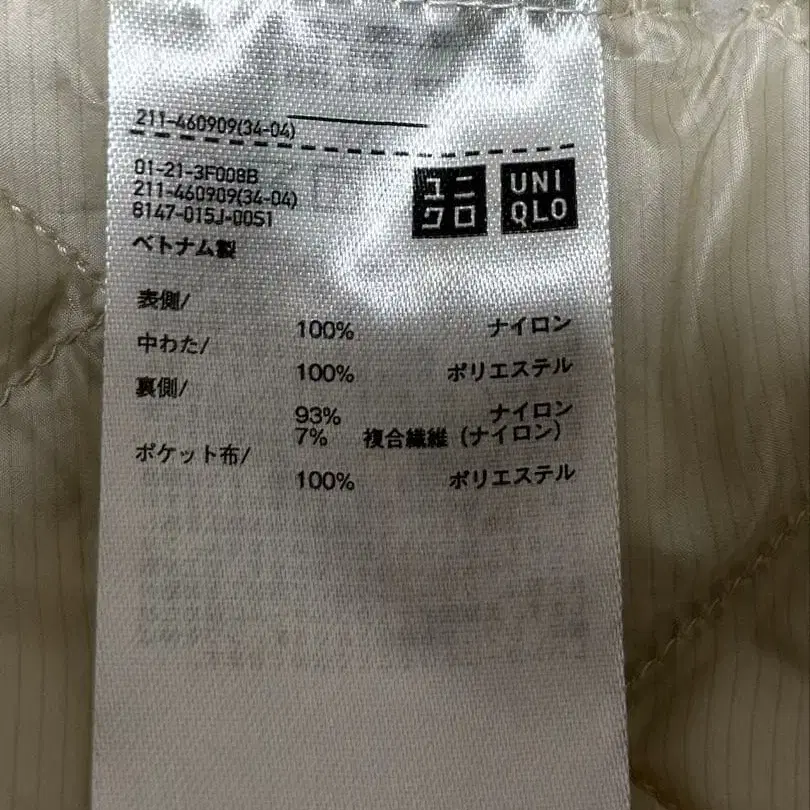 211-460909(34-04)
01-21-3F008B
211-460909(34-04)
8147-015J-00S1
ベトナム製
ユニクロ
UNI
QLO
表側/
100% ナイロン
中わた/
100% ポリエステル
裏側/
93% ナイロン
7% 複合繊維(ナイロン)
ポケット布/
100% ポリエステル